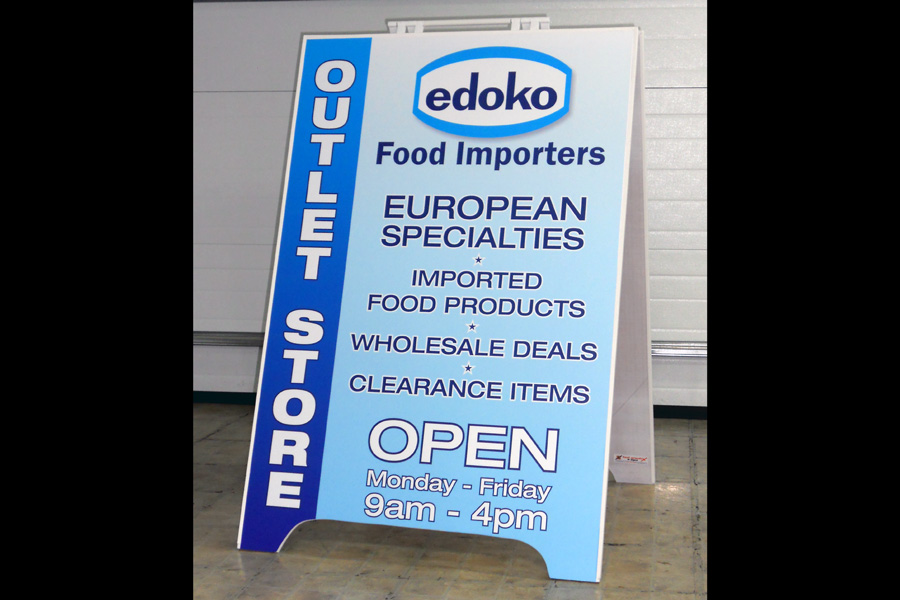 OUTLET STORE
edoko
Food Importers
EUROPEAN
SPECIALTIES
IMPORTED
FOOD PRODUCTS
WHOLESALE DEALS
CLEARANCE ITEMS
OPEN
Monday - Friday
9am - 4pm